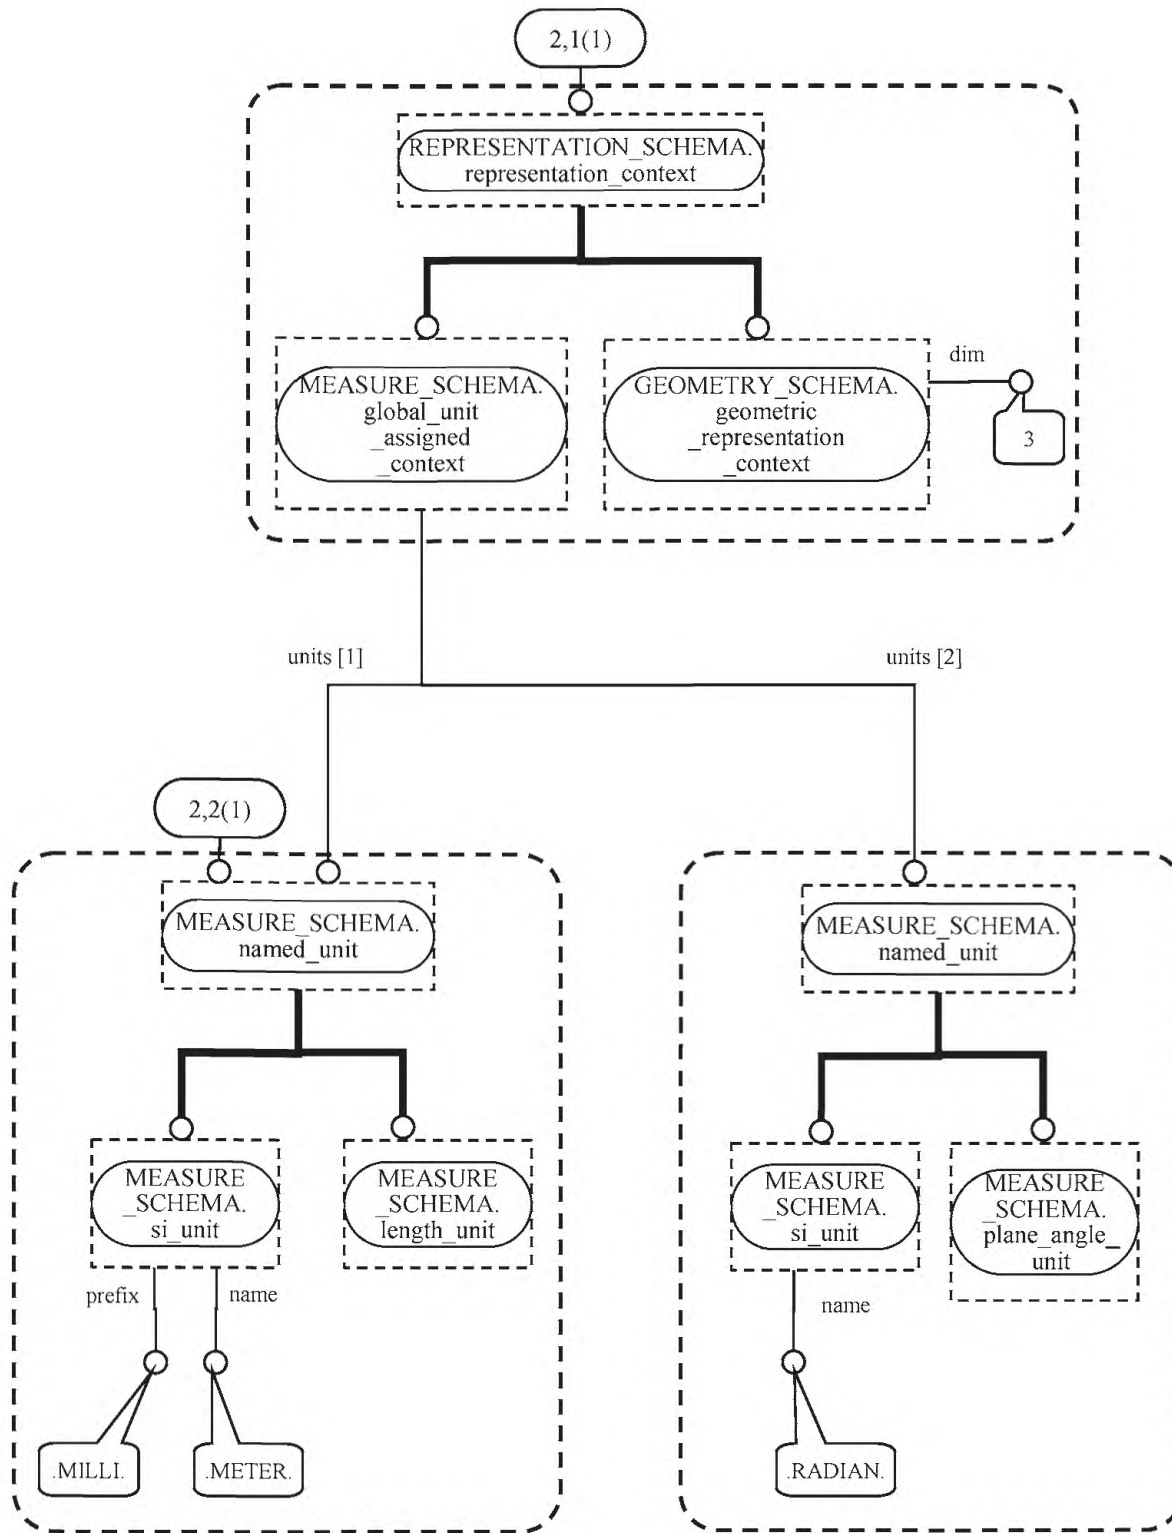 2,1(1)
REPRESENTATION_SCHEMA.
representation_context
MEASURE_SCHEMA.
global_unit
_assigned
_context
GEOMETRY_SCHEMA.
geometric
_representation
_context
dim
3
units [1]
units [2]
2,2(1)
MEASURE_SCHEMA.
named_unit
MEASURE_SCHEMA.
named_unit
MEASURE
_SCHEMA.
si_unit
MEASURE
_SCHEMA.
length_unit
MEASURE
_SCHEMA.
si_unit
MEASURE
_SCHEMA.
plane_angle_
unit
prefix
name
name
.MILLI.
.METER.
.RADIAN.